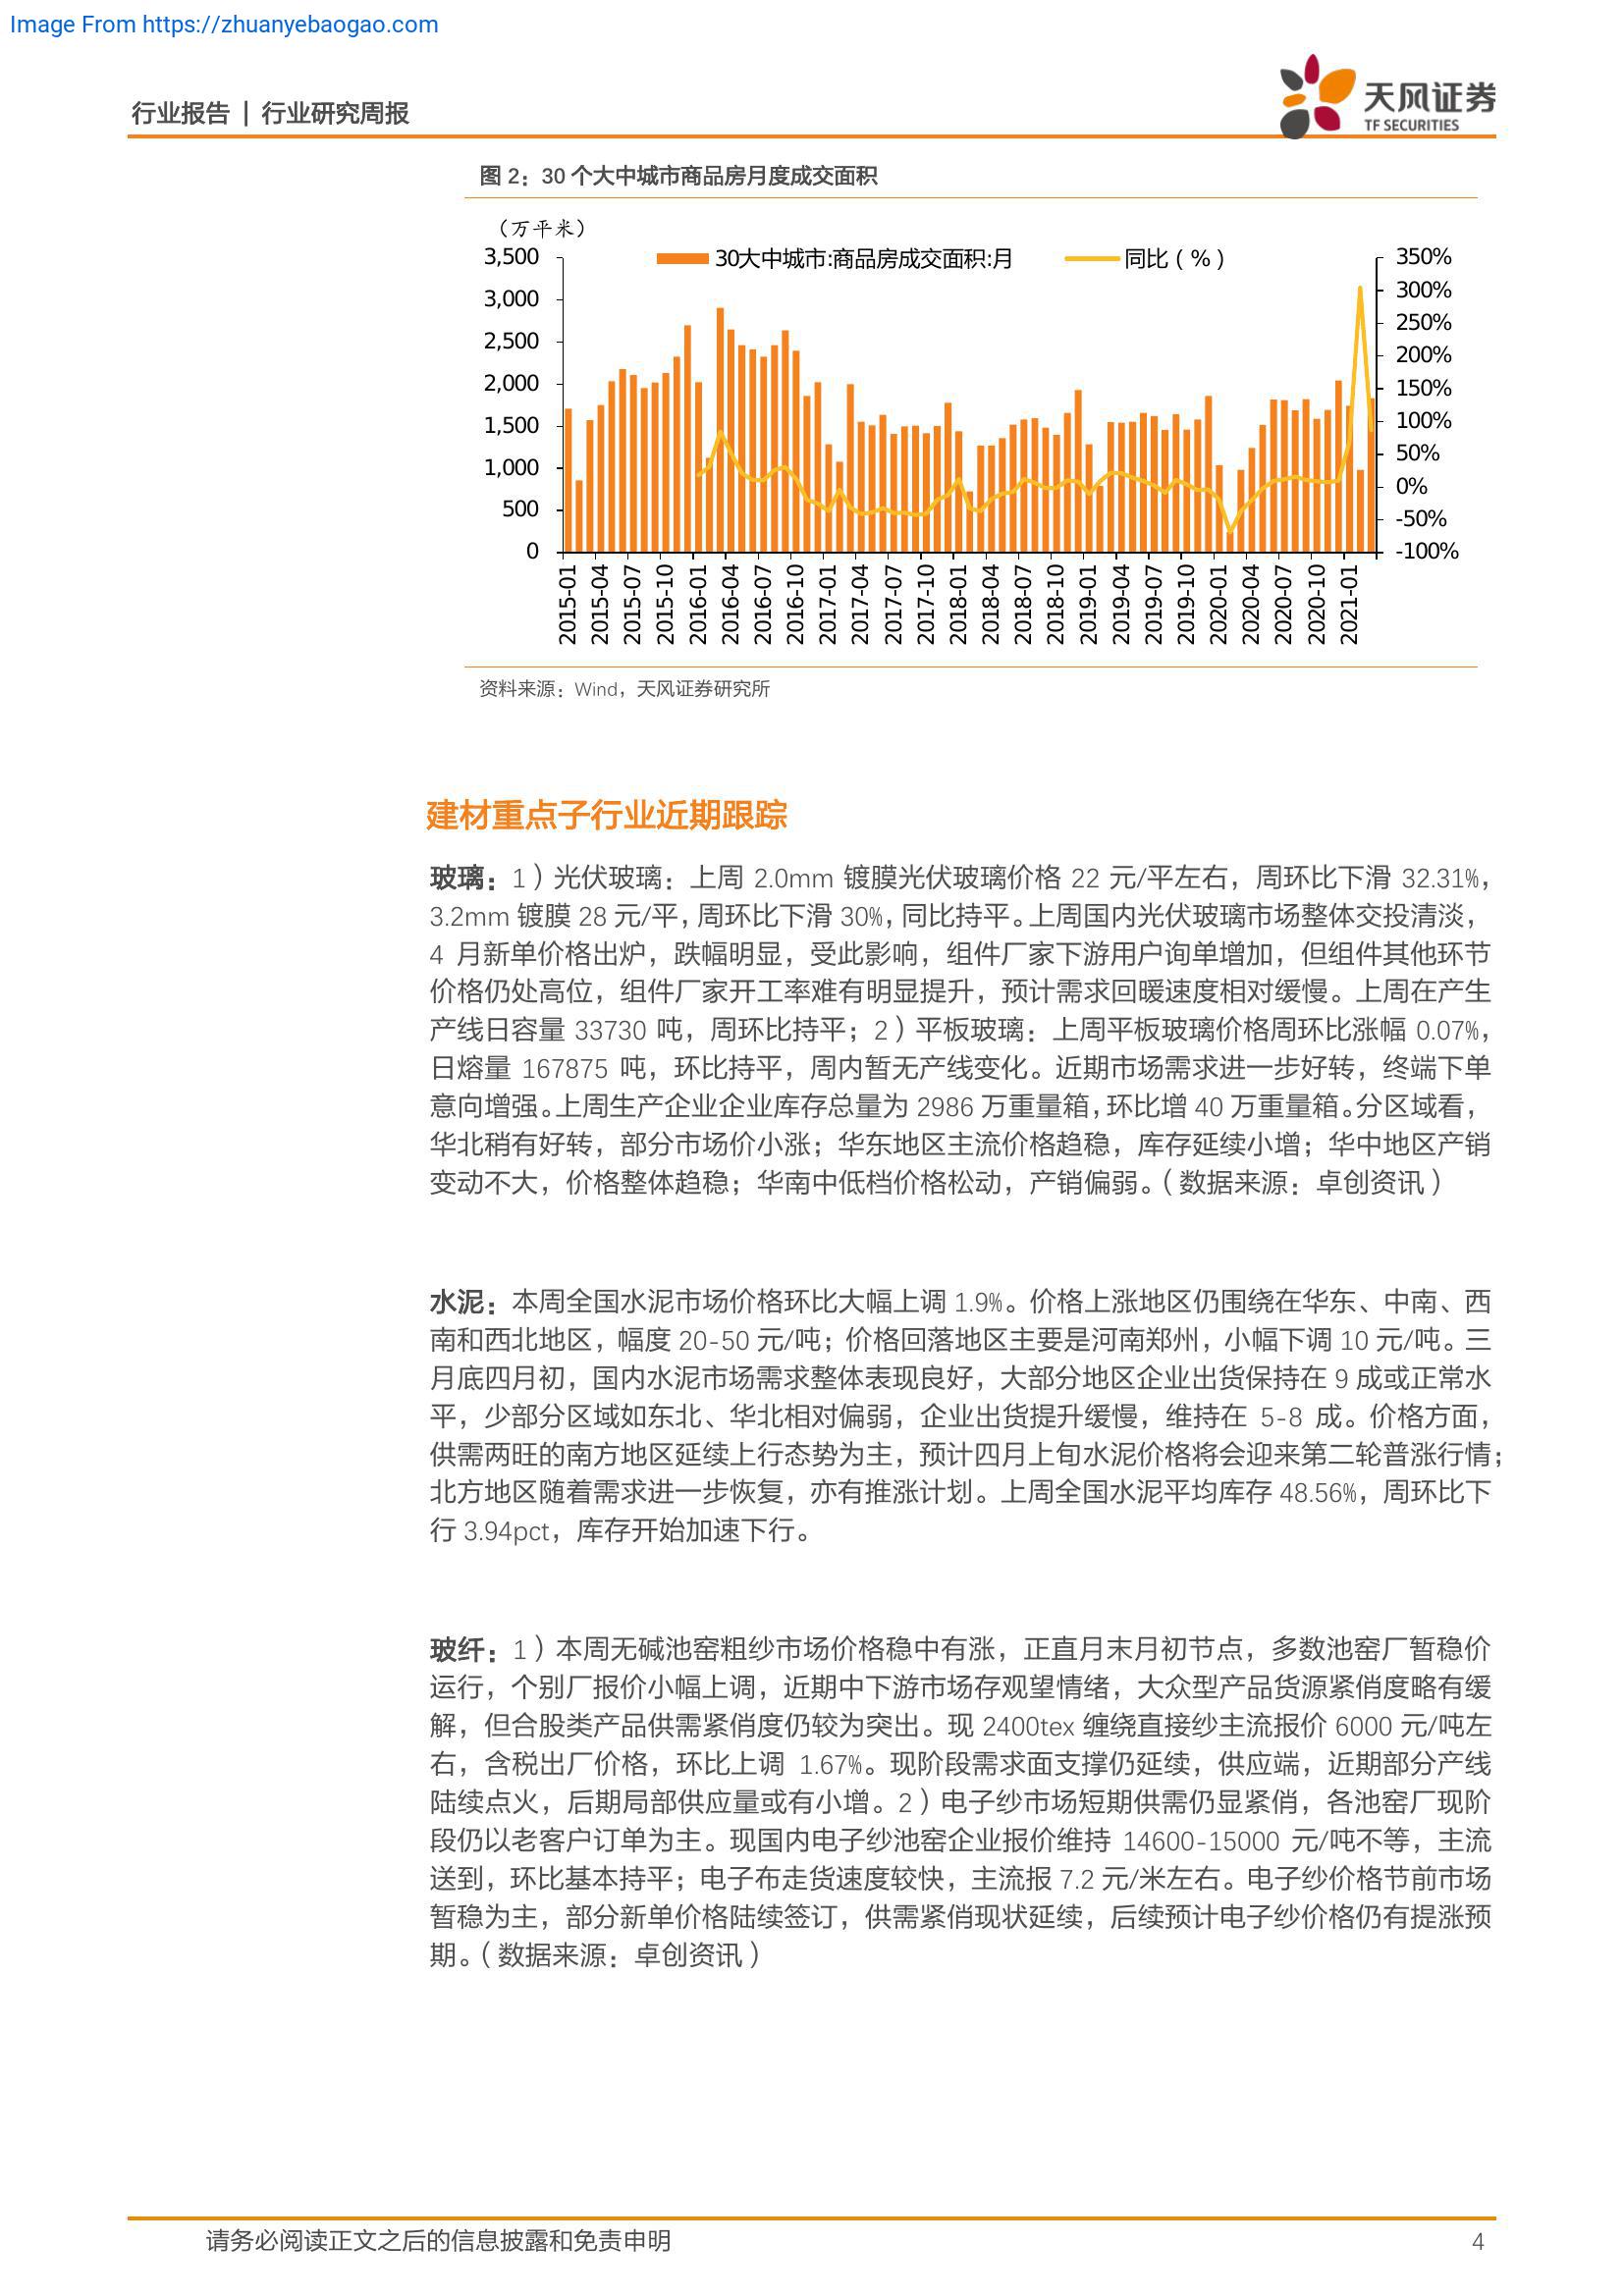 Image From https://zhuanyebaogao.com
行业报告 | 行业研究周报
天风证券
TF SECURITIES
图 2：30 个大中城市商品房月度成交面积
（万平米）
30大中城市:商品房成交面积:月
同比（%）
3,500
3,000
2,500
2,000
1,500
1,000
500
0
350%
300%
250%
200%
150%
100%
50%
0%
-50%
-100%
2015-01
2015-04
2015-07
2015-10
2016-01
2016-04
2016-07
2016-10
2017-01
2017-04
2017-07
2017-10
2018-01
2018-04
2018-07
2018-10
2019-01
2019-04
2019-07
2019-10
2020-01
2020-04
2020-07
2020-10
2021-01
资料来源：Wind，天风证券研究所
建材重点子行业近期跟踪
玻璃：1）光伏玻璃：上周 2.0mm 镀膜光伏玻璃价格 22 元/平左右，周环比下滑 32.31%，
3.2mm 镀膜 28 元/平，周环比下滑 30%，同比持平。上周国内光伏玻璃市场整体交投清淡，
4 月新单价格出炉，跌幅明显，受此影响，组件厂家下游用户询单增加，但组件其他环节
价格仍处高位，组件厂家开工率难有明显提升，预计需求回暖速度相对缓慢。上周在产生
产线日容量 33730 吨，周环比持平；2）平板玻璃：上周平板玻璃价格周环比涨幅 0.07%，
日熔量 167875 吨，环比持平，周内暂无产线变化。近期市场需求进一步好转，终端下单
意向增强。上周生产企业企业库存总量为 2986 万重量箱，环比增 40 万重量箱。分区域看，
华北稍有好转，部分市场价小涨；华东地区主流价格趋稳，库存延续小增；华中地区产销
变动不大，价格整体趋稳；华南中低档价格松动，产销偏弱。（数据来源：卓创资讯）
水泥：本周全国水泥市场价格环比大幅上调 1.9%。价格上涨地区仍围绕在华东、中南、西
南和西北地区，幅度 20-50 元/吨；价格回落地区主要是河南郑州，小幅下调 10 元/吨。三
月底四月初，国内水泥市场需求整体表现良好，大部分地区企业出货保持在 9 成或正常水
平，少部分区域如东北、华北相对偏弱，企业出货提升缓慢，维持在 5-8 成。价格方面，
供需两旺的南方地区延续上行态势为主，预计四月上旬水泥价格将会迎来第二轮普涨行情；
北方地区随着需求进一步恢复，亦有推涨计划。上周全国水泥平均库存 48.56%，周环比下
行 3.94pct，库存开始加速下行。
玻纤：1）本周无碱池窑粗纱市场价格稳中有涨，正直月末月初节点，多数池窑厂暂稳价
运行，个别厂报价小幅上调，近期中下游市场存观望情绪，大众型产品货源紧俏度略有缓
解，但合股类产品供需紧俏度仍较为突出。现 2400tex 缠绕直接纱主流报价 6000 元/吨左
右，含税出厂价格，环比上调 1.67%。现阶段需求面支撑仍延续，供应端，近期部分产线
陆续点火，后期局部供应量或有小增。2）电子纱市场短期供需仍显紧俏，各池窑厂现阶
段仍以老客户订单为主。现国内电子纱池窑企业报价维持 14600-15000 元/吨不等，主流
送到，环比基本持平；电子布走货速度较快，主流报 7.2 元/米左右。电子纱价格节前市场
暂稳为主，部分新单价格陆续签订，供需紧俏现状延续，后续预计电子纱价格仍有提涨预
期。（数据来源：卓创资讯）
请务必阅读正文之后的信息披露和免责申明
4